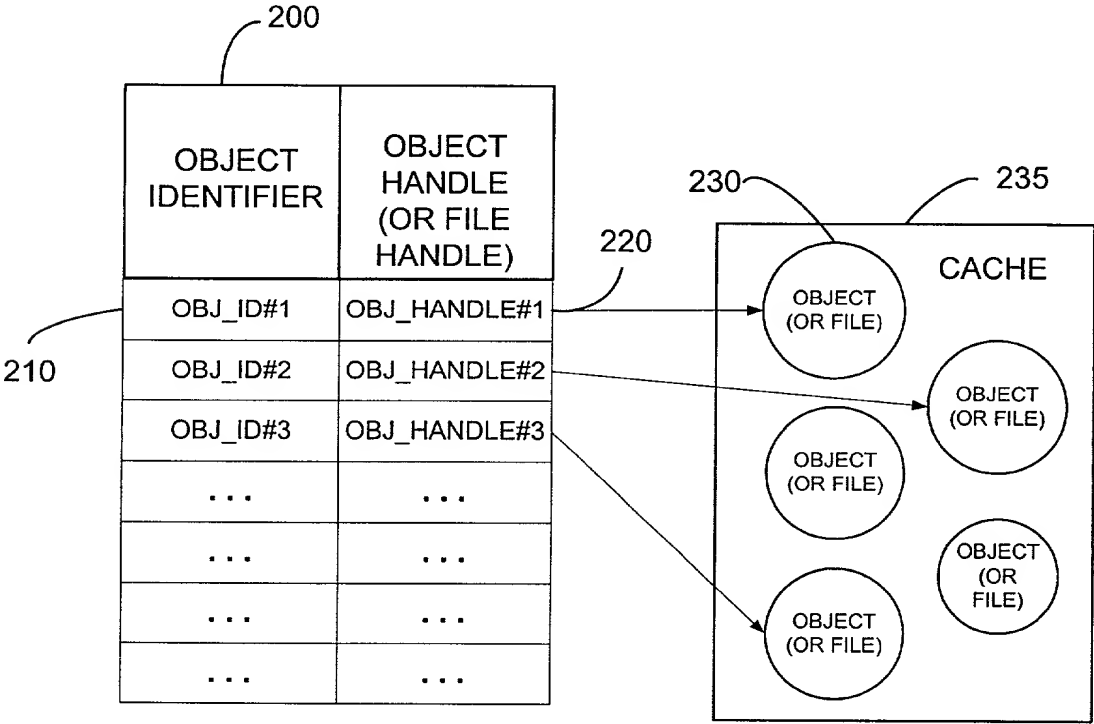 200
OBJECT
IDENTIFIER
OBJECT
HANDLE
(OR FILE
HANDLE)
230
235
220
CACHE
210
OBJ_ID#1
OBJ_HANDLE#1
OBJ_ID#2
OBJ_HANDLE#2
OBJ_ID#3
OBJ_HANDLE#3
... ...
... ...
... ...
... ...
OBJECT
(OR FILE)
OBJECT
(OR FILE)
OBJECT
(OR FILE)
OBJECT
(OR
FILE)
OBJECT
(OR FILE)